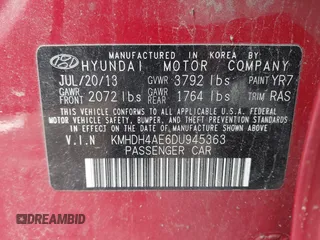 MANUFACTURED IN KOREA BY
HYUNDAI MOTOR COMPANY
JUL/20/13 GVWR 3792 lbs PAINT YR7
GAWR FRONT 2072 lbs GAWR REAR 1764 lbs TRIM RAS
THIS VEHICLE CONFORMS TO ALL APPLICABLE FEDERAL
MOTOR VEHICLE SAFETY, BUMPER, AND THEFT PREVENTION
STANDARDS IN EFFECT ON THE DATE OF MANUFACTURE
SHOWN ABOVE.
V.I.N KMHDH4AE6DU945363
PASSENGER CAR
DREAMBID